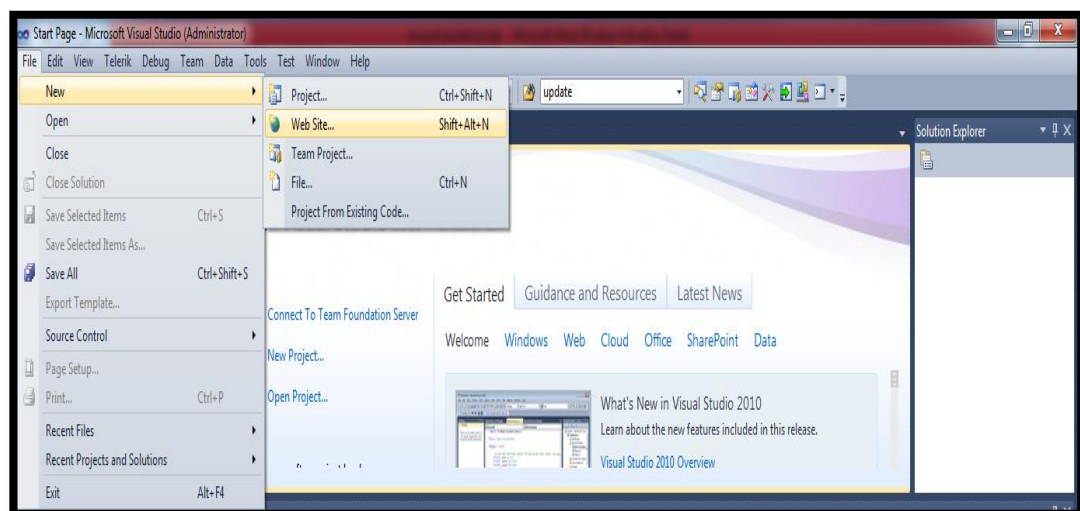 Start Page - Microsoft Visual Studio (Administrator)
File Edit View Telerik Debug Team Data Tools Test Window Help
New
Open
Close
Close Solution
Save Selected Items Ctrl+S
Save Selected Items As...
Save All Ctrl+Shift+S
Export Template...
Source Control
Page Setup...
Print... Ctrl+P
Recent Files
Recent Projects and Solutions
Exit Alt+F4
Project... Ctrl+Shift+N
Web Site... Shift+Alt+N
Team Project...
File... Ctrl+N
Project From Existing Code...
update
Solution Explorer
Connect To Team Foundation Server
New Project...
Open Project...
Get Started Guidance and Resources Latest News
Welcome Windows Web Cloud Office SharePoint Data
What's New in Visual Studio 2010
Learn about the new features included in this release.
Visual Studio 2010 Overview